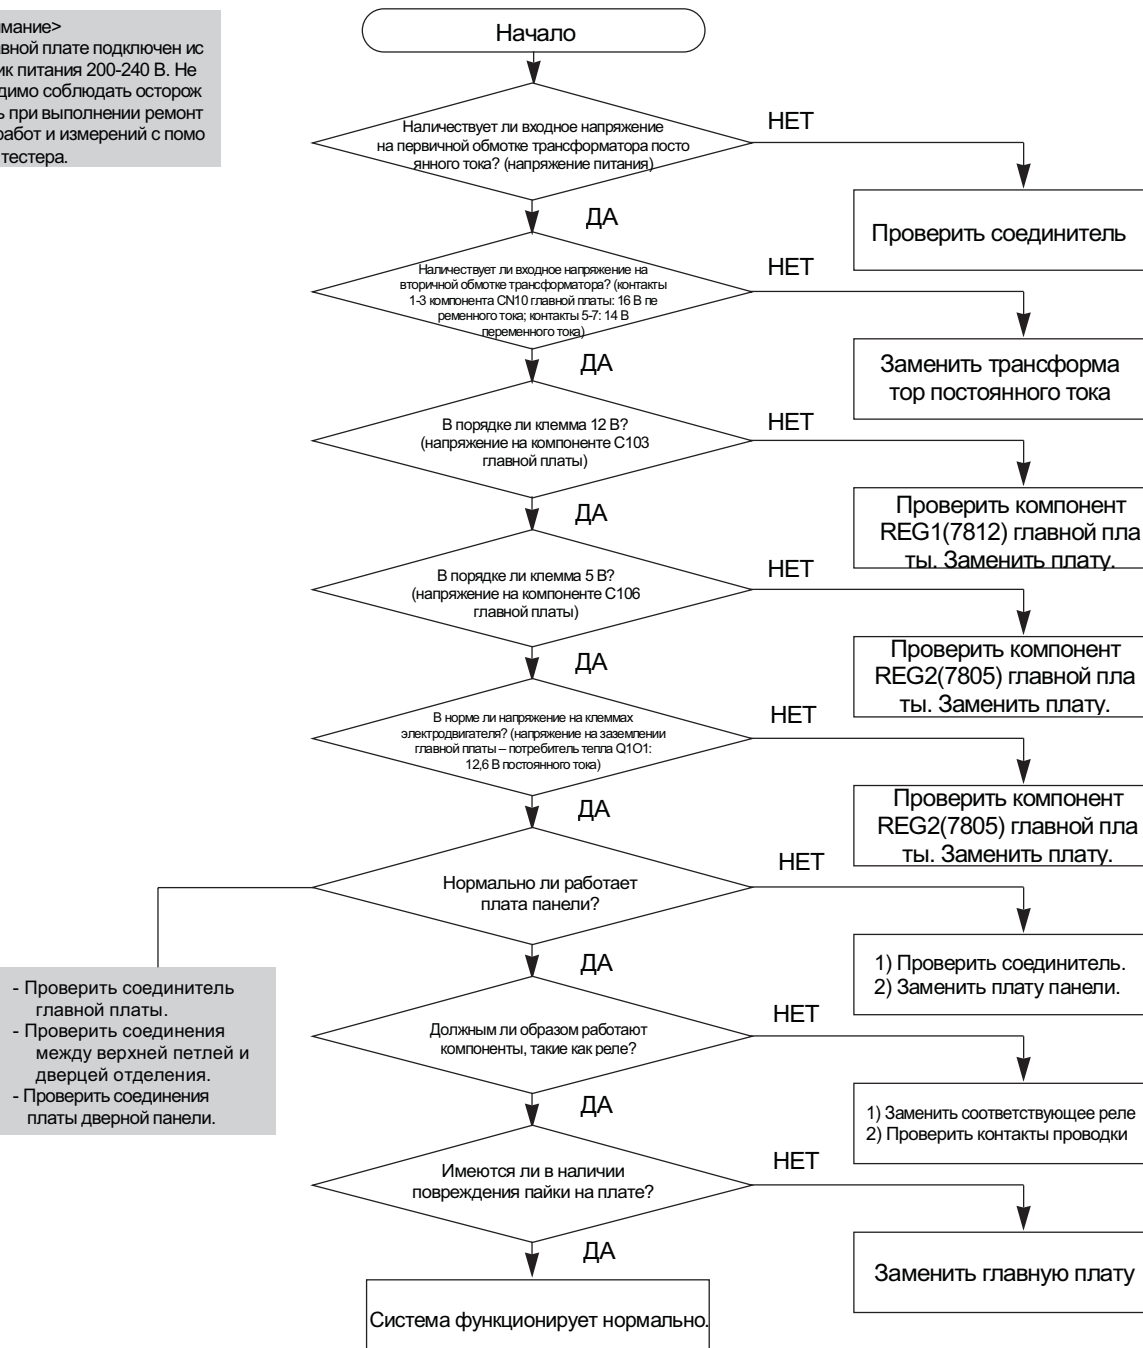 имание>
авной плате подключен ис
ик питания 200-240 В. Не
димо соблюдать осторож
ь при выполнении ремонт
работ и измерений с помо
тестера.
Начало
Наличествует ли входное напряжение
на первичной обмотке трансформатора посто
янного тока? (напряжение питания)
НЕТ
Проверить соединитель
ДА
Наличествует ли входное напряжение на
вторичной обмотке трансформатора? (контакты
1-3 компонента CN10 главной платы: 16 В пе
ременного тока; контакты 5-7: 14 В
переменного тока)
НЕТ
Заменить трансформа
тор постоянного тока
ДА
В порядке ли клемма 12 В?
(напряжение на компоненте С103
главной платы)
НЕТ
Проверить компонент
REG1(7812) главной пла
ты. Заменить плату.
ДА
В порядке ли клемма 5 В?
(напряжение на компоненте С106
главной платы)
НЕТ
Проверить компонент
REG2(7805) главной пла
ты. Заменить плату.
ДА
В норме ли напряжение на клеммах
электродвигателя? (напряжение на заземлении
главной платы – потребитель тепла Q1O1:
12,6 В постоянного тока)
НЕТ
Проверить компонент
REG2(7805) главной пла
ты. Заменить плату.
ДА
Нормально ли работает
плата панели?
НЕТ
1) Проверить соединитель.
2) Заменить плату панели.
- Проверить соединитель
главной платы.
- Проверить соединения
между верхней петлей и
дверцей отделения.
- Проверить соединения
платы дверной панели.
ДА
Должным ли образом работают
компоненты, такие как реле?
НЕТ
1) Заменить соответствующее реле
2) Проверить контакты проводки
ДА
Имеются ли в наличии
повреждения пайки на плате?
НЕТ
Заменить главную плату
ДА
Система функционирует нормально.